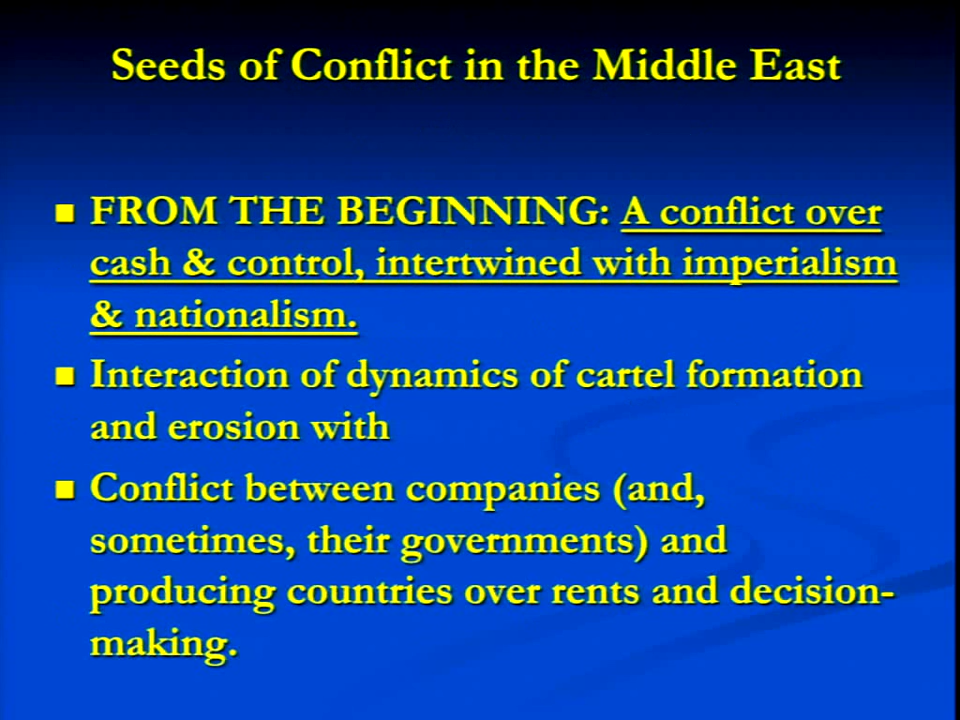 Seeds of Conflict in the Middle East
FROM THE BEGINNING: A conflict over
cash & control, intertwined with imperialism
& nationalism.
Interaction of dynamics of cartel formation
and erosion with
Conflict between companies (and,
sometimes, their governments) and
producing countries over rents and decision-
making.